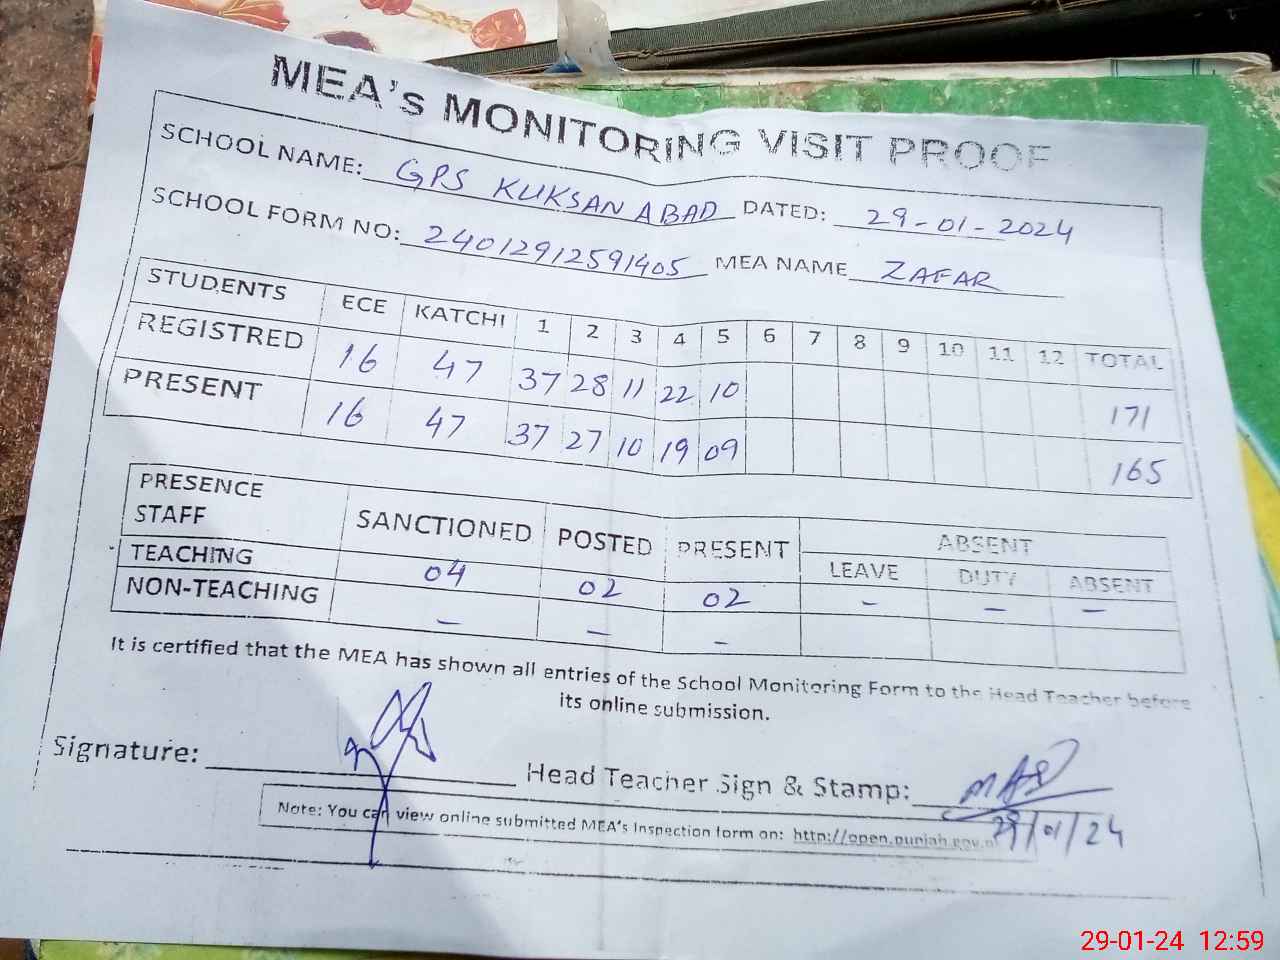 MEA's MONITORING VISIT PROOF
SCHOOL NAME: GPS KUKSAN ABAD DATED: 29-01-2024
SCHOOL FORM NO: 24012912591405 MEA NAME ZAFAR
STUDENTS ECE KATCHI 1 2 3 4 5 6 7 8 9 10 11 12 TOTAL
REGISTRED 16 47 37 28 11 22 10 171
PRESENT 16 47 37 27 10 19 09 165
PRESENCE STAFF SANCTIONED POSTED PRESENT ABSENT
LEAVE DUTY ABSENT
TEACHING 04 02 02 - - -
NON-TEACHING - - -
It is certified that the MEA has shown all entries of the School Monitoring Form to the Head Teacher before
its online submission.
Signature: Head Teacher Sign & Stamp:
Note: You can view online submitted MEA's Inspection form on: http://open.punjab.gov.p
29/01/24
29-01-24 12:59